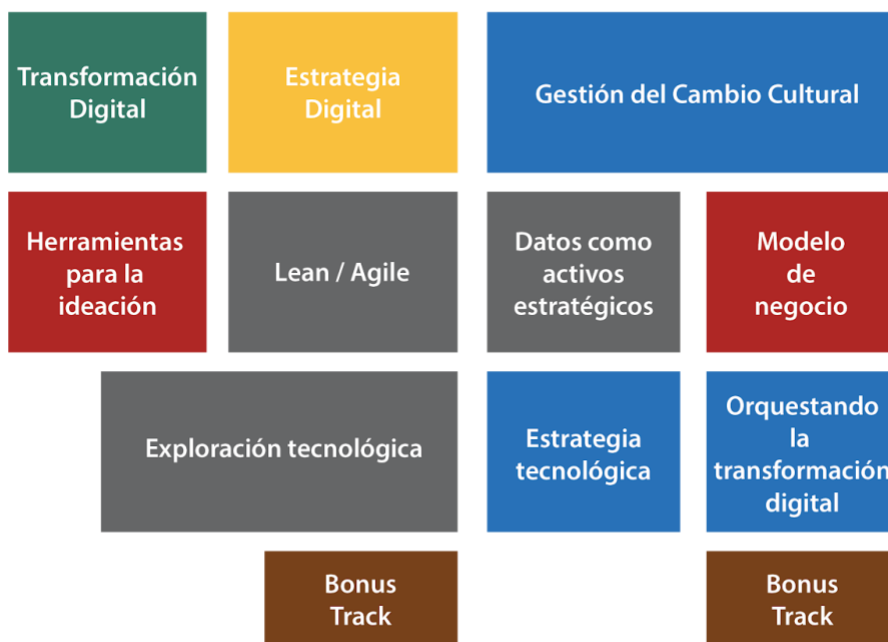 Transformación
Digital
Estrategia
Digital
Gestión del Cambio Cultural
Herramientas
para la
ideación
Lean / Agile
Datos como
activos
estratégicos
Modelo
de
negocio
Exploración tecnológica
Estrategia
tecnológica
Orquestando
la
transformación
digital
Bonus
Track
Bonus
Track